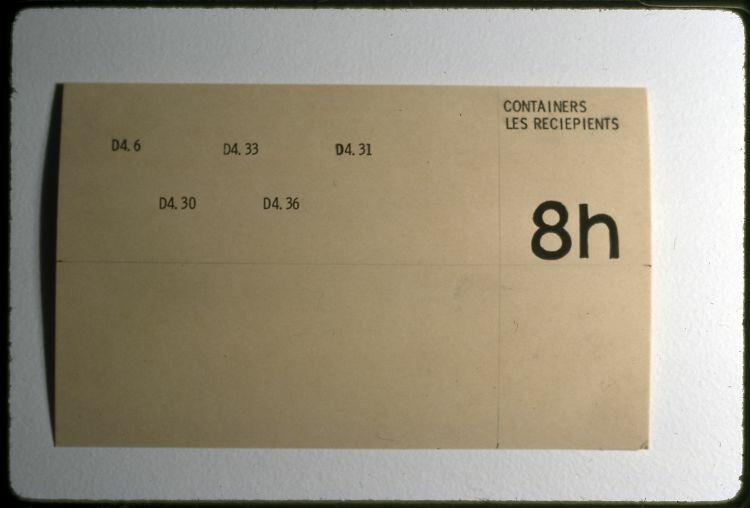 CONTAINERS
LES RECIEPIENTS
D4.6 D4.33 D4.31
D4.30 D4.36
8h